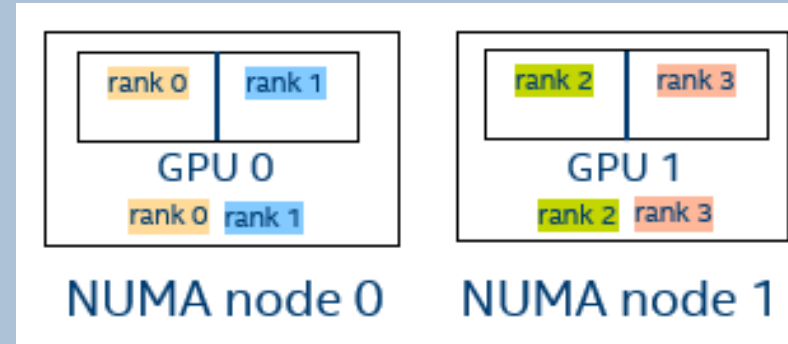 rank 0 rank 1
GPU 0
rank 0 rank 1
NUMA node 0
rank 2 rank 3
GPU 1
rank 2 rank 3
NUMA node 1